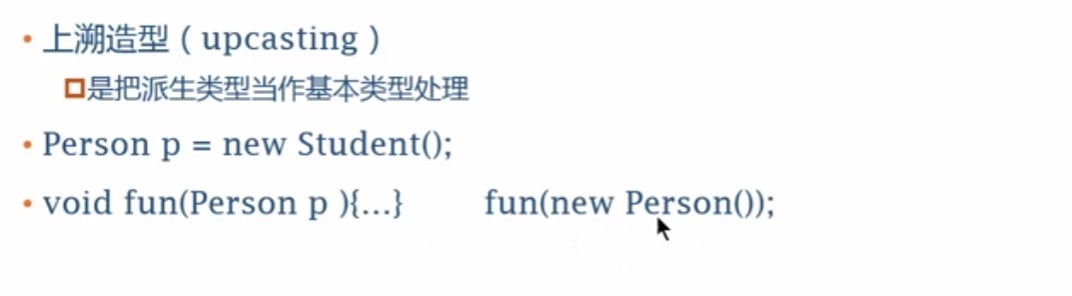 • 上溯造型（upcasting）
是把派生类型当作基本类型处理
• Person p = new Student();
• void fun(Person p ){...} fun(new Person());